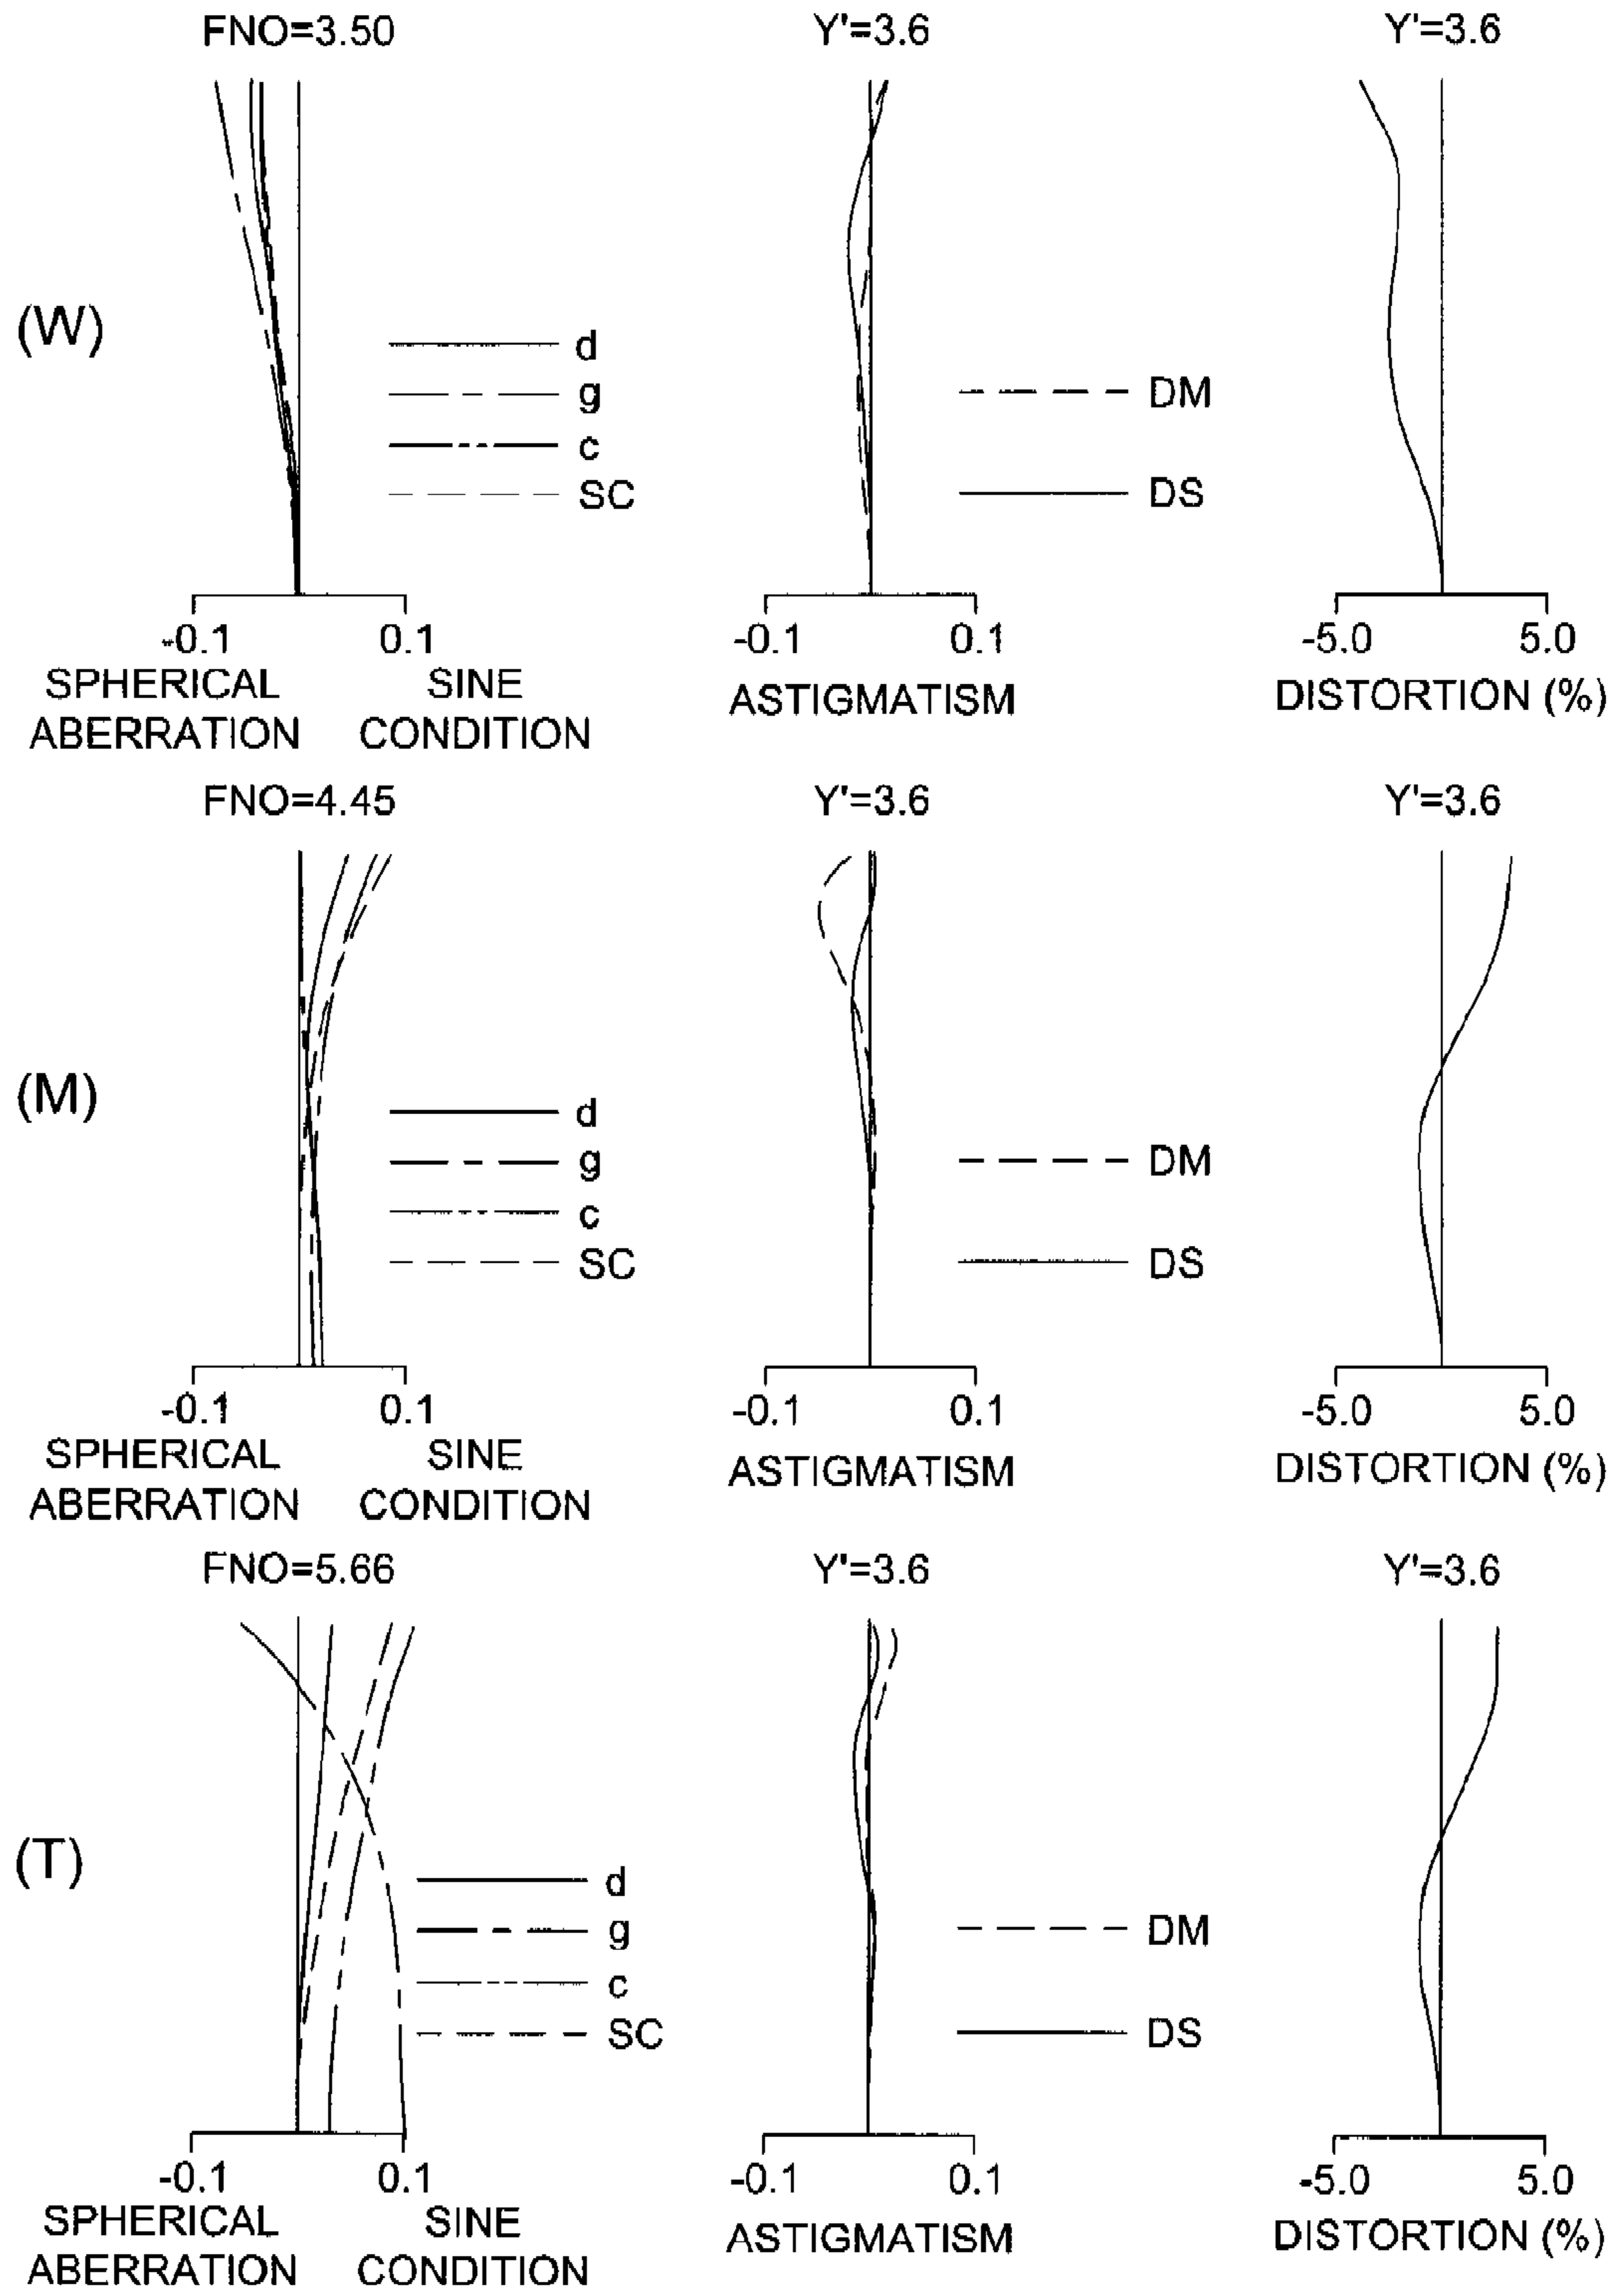 FNO=3.50 Y'=3.6 Y'=3.6
(W)
d
g
c
SC
DM
DS
-0.1 0.1 -0.1 0.1 -5.0 5.0
SPHERICAL SINE
ABERRATION CONDITION
ASTIGMATISM DISTORTION (%)
FNO=4.45 Y'=3.6 Y'=3.6
(M)
d
g
c
SC
DM
DS
-0.1 0.1 -0.1 0.1 -5.0 5.0
SPHERICAL SINE
ABERRATION CONDITION
ASTIGMATISM DISTORTION (%)
FNO=5.66 Y'=3.6 Y'=3.6
(T)
d
g
c
SC
DM
DS
-0.1 0.1 -0.1 0.1 -5.0 5.0
SPHERICAL SINE
ABERRATION CONDITION
ASTIGMATISM DISTORTION (%)